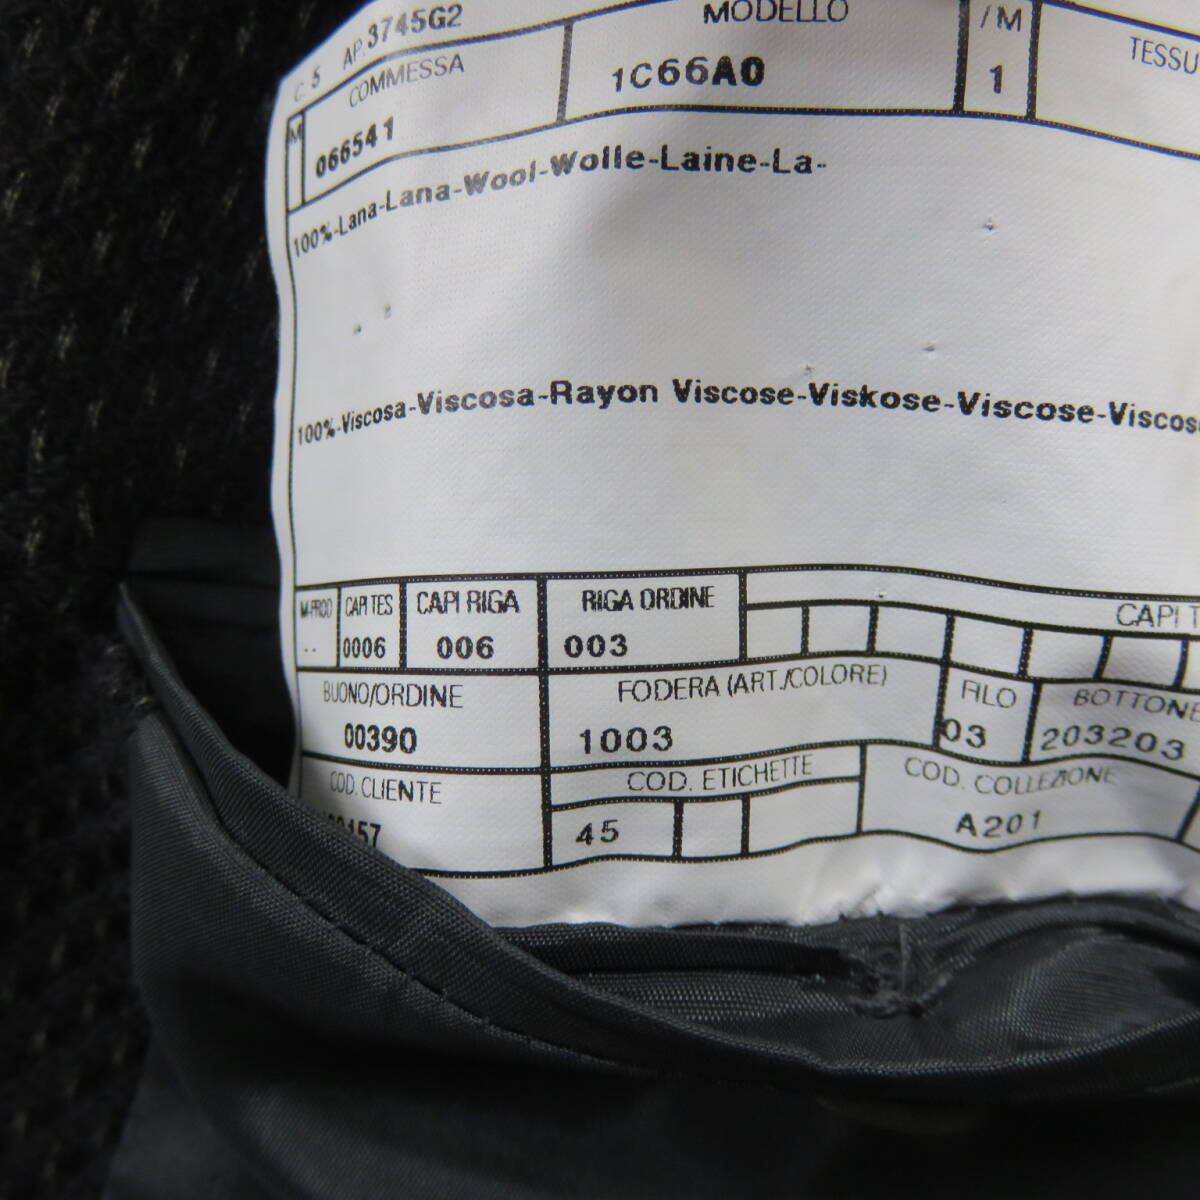 C. 5 AP.3745G2
M COMMESSA MODELLO /M
066541 1C66A0 1
100%-Lana-Lana-Wool-Wolle-Laine-La-
100%-Viscosa-Viscosa-Rayon Viscose-Viskose-Viscose-Viscos
M-PROD CAPI TES CAPI RIGA RIGA ORDINE CAPI T
-- 0006 006 003
BUONO/ORDINE FODERA (ART./COLORE) FILO BOTTONE
00390 1003 03 203203
COD. CLIENTE COD. ETICHETTE COD. COLLEZIONE
157 45 A201